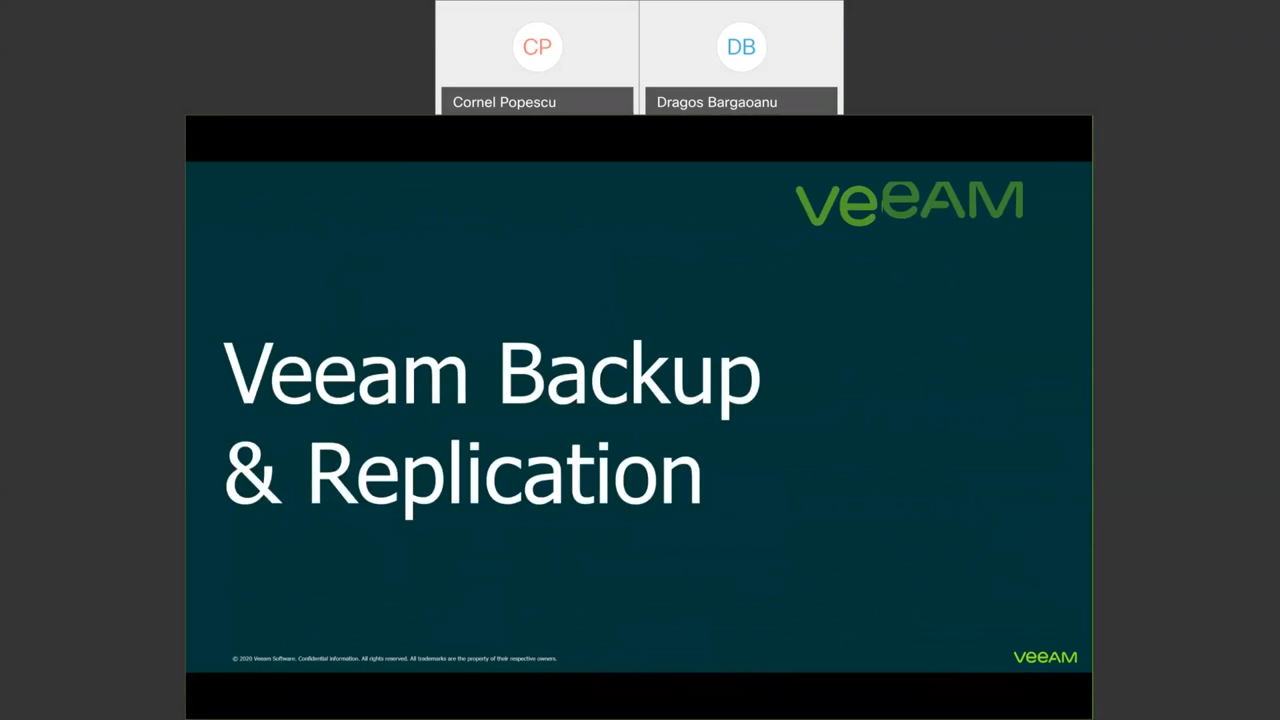 CP
DB
Cornel Popescu
Dragos Bargaoanu
veeam
Veeam Backup
& Replication
© 2020 Veeam Software. Confidential information. All rights reserved. All trademarks are the property of their respective owners.
veeam